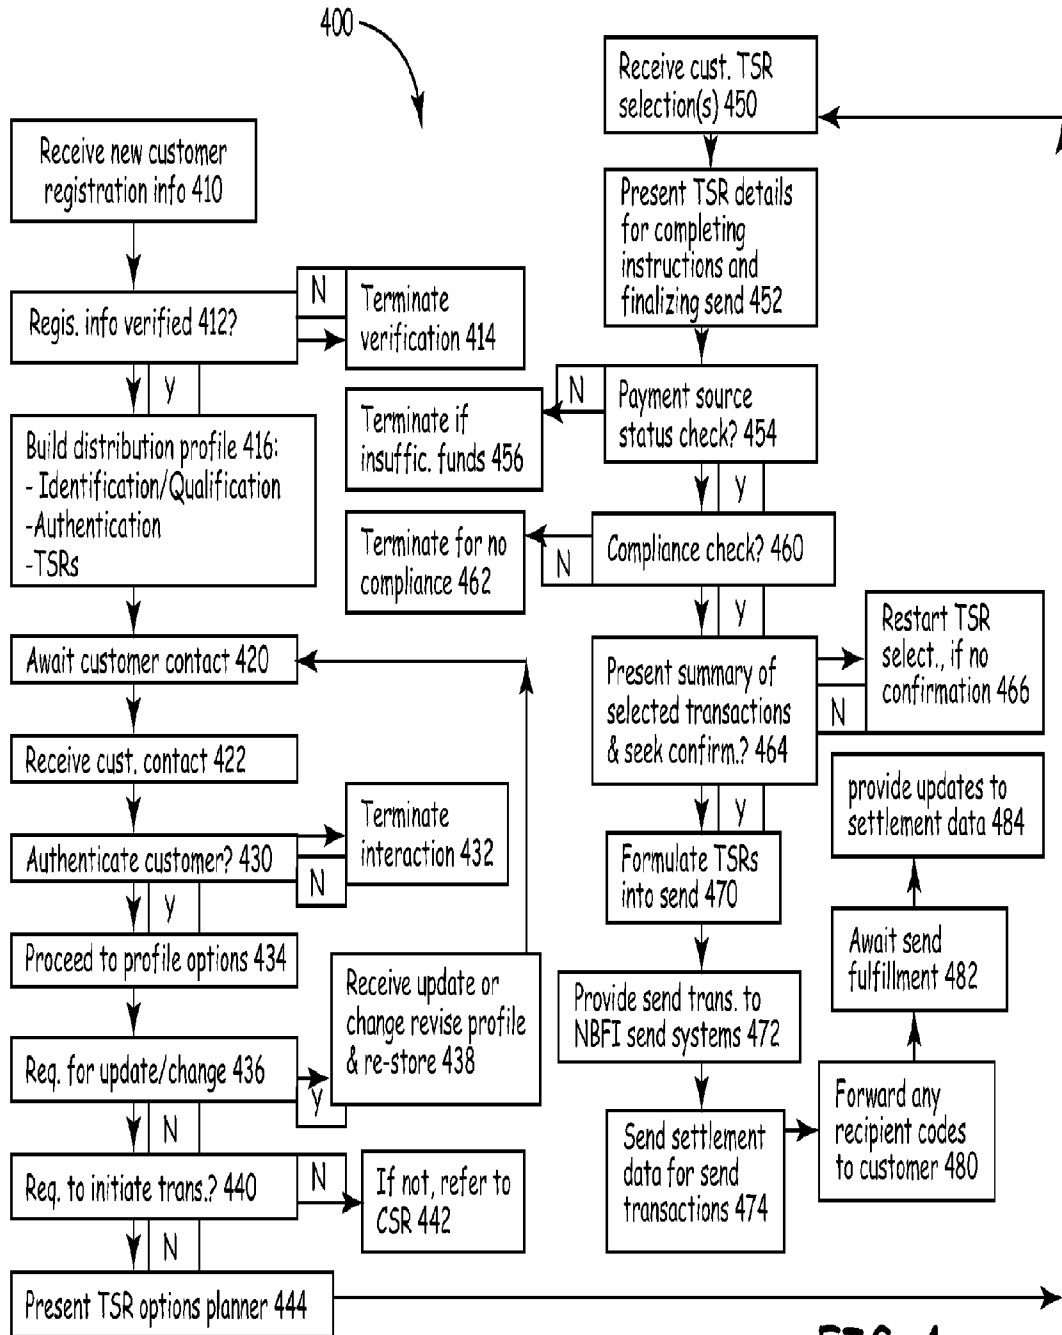 400
Receive new customer
registration info 410
Regis. info verified 412?
N
Terminate
verification 414
Y
Build distribution profile 416:
- Identification/Qualification
-Authentication
-TSRs
Await customer contact 420
Receive cust. contact 422
Authenticate customer? 430
Terminate
interaction 432
N
Y
Proceed to profile options 434
Req. for update/change 436
Receive update or
change revise profile
& re-store 438
Y
N
Req. to initiate trans.? 440
N
If not, refer to
CSR 442
N
Present TSR options planner 444
Receive cust. TSR
selection(s) 450
Present TSR details
for completing
instructions and
finalizing send 452
Payment source
status check? 454
N
Terminate if
insuffic. funds 456
Y
Compliance check? 460
N
Terminate for no
compliance 462
Y
Present summary of
selected transactions
& seek confirm.? 464
Restart TSR
select., if no
confirmation 466
N
Y
Formulate TSRs
into send 470
Provide send trans. to
NBFI send systems 472
Send settlement
data for send
transactions 474
Forward any
recipient codes
to customer 480
Await send
fulfillment 482
provide updates to
settlement data 484